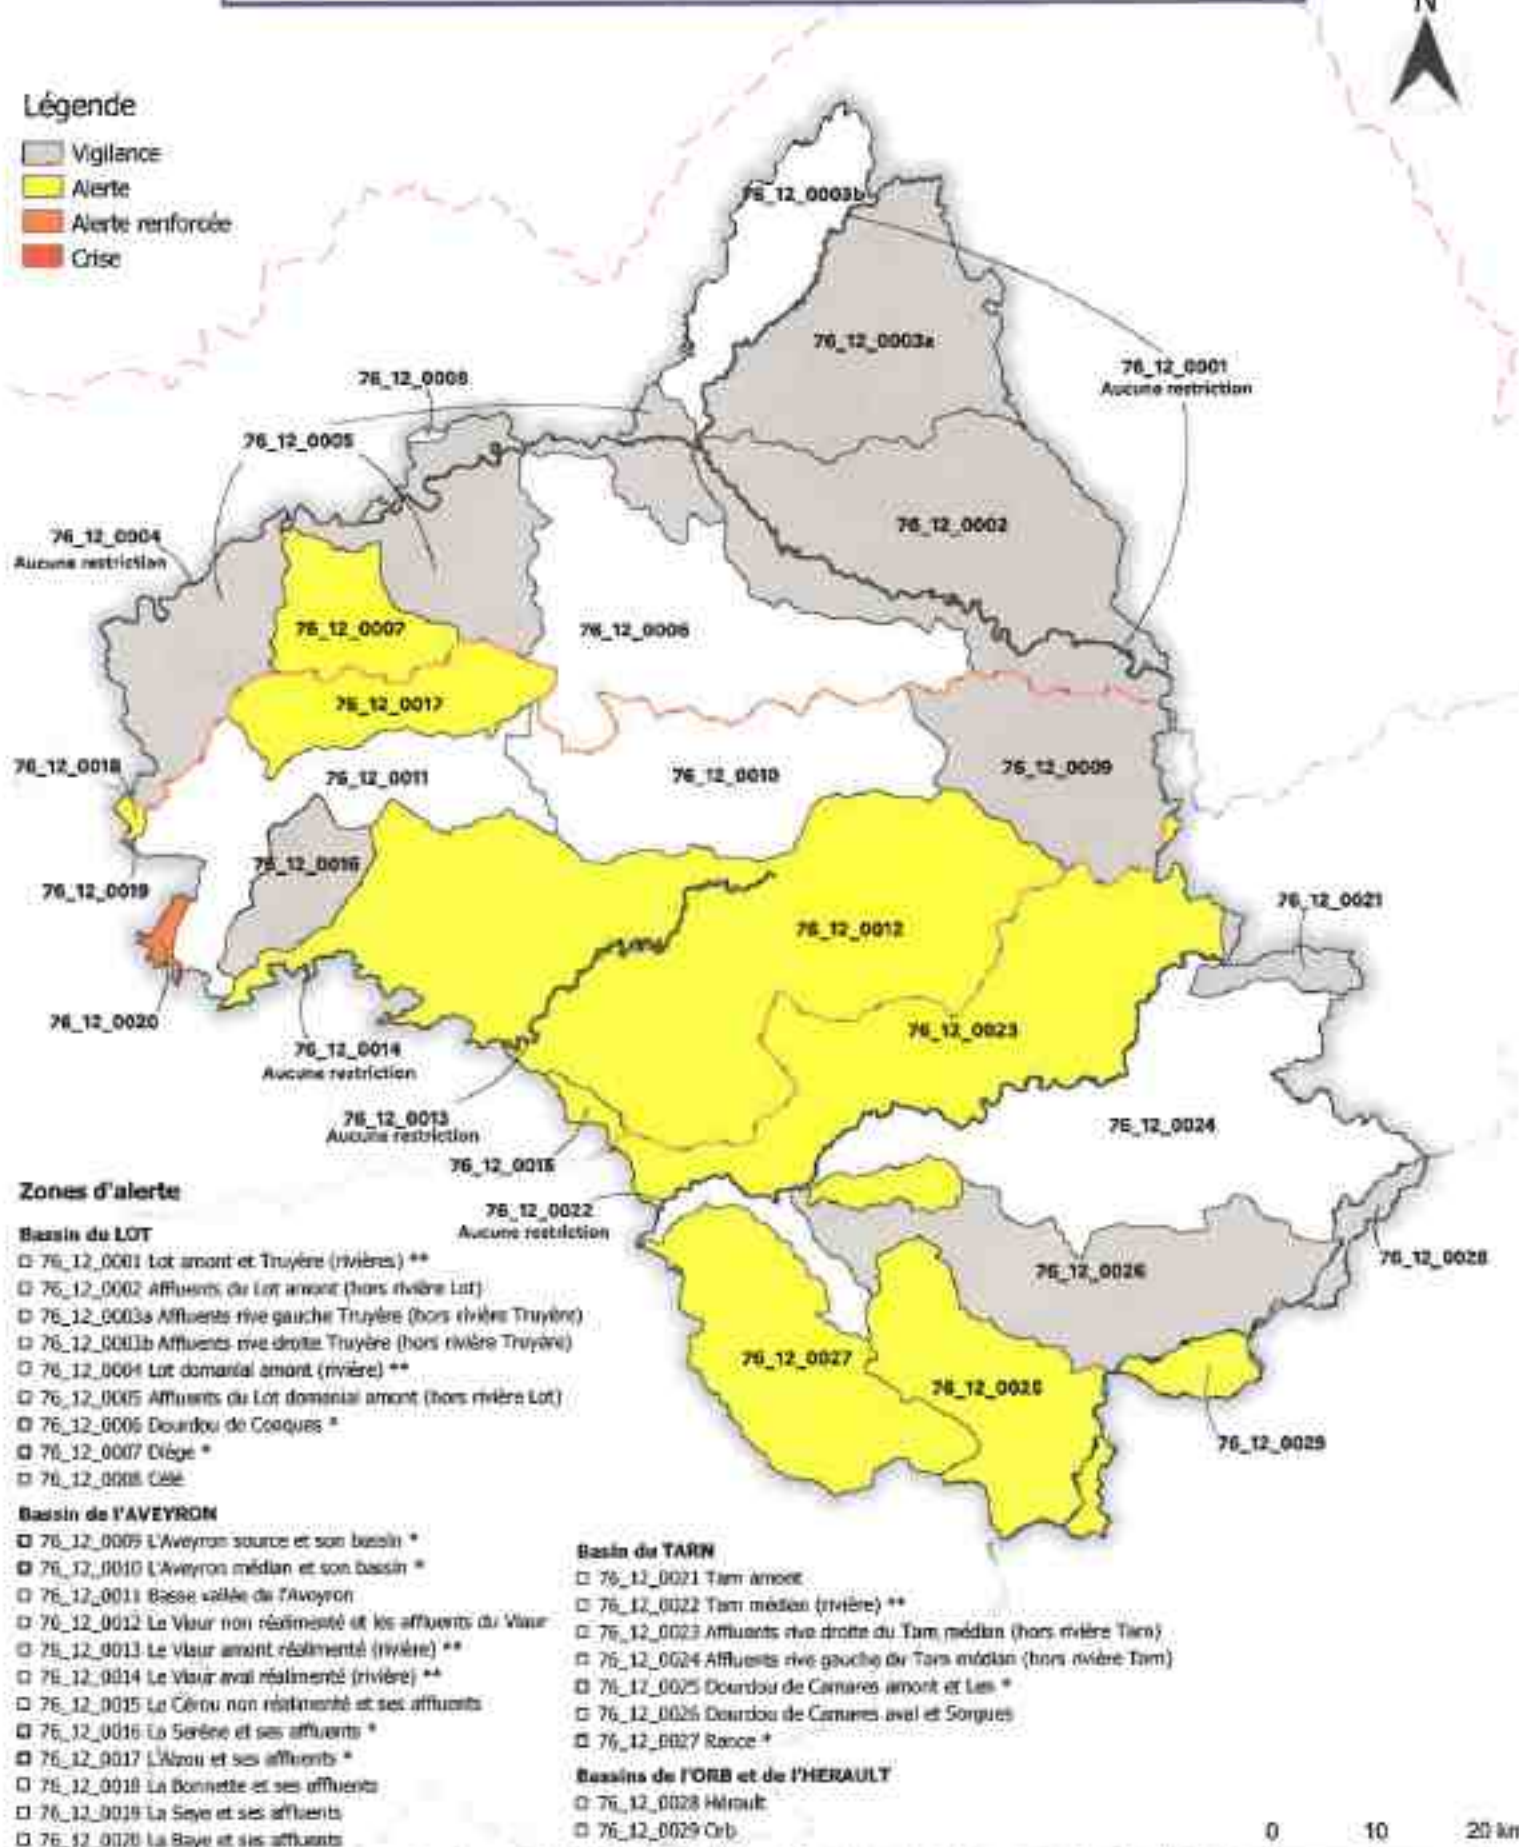 N
Légende
Vigilance
Alerte
Alerte renforcée
Crise
76_12_0003b
76_12_0003a
76_12_0001
Aucune restriction
76_12_0008
76_12_0005
76_12_0002
76_12_0004
Aucune restriction
76_12_0007
76_12_0006
76_12_0017
76_12_0018
76_12_0011
76_12_0010
76_12_0009
76_12_0016
76_12_0019
76_12_0021
76_12_0012
76_12_0020
76_12_0023
76_12_0014
Aucune restriction
76_12_0013
Aucune restriction
76_12_0024
76_12_0015
76_12_0022
Aucune restriction
76_12_0028
76_12_0026
76_12_0027
76_12_0025
76_12_0029
Zones d'alerte
Bassin du LOT
76_12_0001 Lot amont et Truyère (rivières) **
76_12_0002 Affluents du Lot amont (hors rivière Lot)
76_12_0003a Affluents rive gauche Truyère (hors rivière Truyère)
76_12_0003b Affluents rive droite Truyère (hors rivière Truyère)
76_12_0004 Lot domanial amont (rivière) **
76_12_0005 Affluents du Lot domanial amont (hors rivière Lot)
76_12_0006 Dourdou de Conques *
76_12_0007 Diège *
76_12_0008 Célé
Bassin de l'AVEYRON
76_12_0009 L'Aveyron source et son bassin *
76_12_0010 L'Aveyron médian et son bassin *
76_12_0011 Basse vallée de l'Aveyron
76_12_0012 Le Viaur non réalimenté et les affluents du Viaur
76_12_0013 Le Viaur amont réalimenté (rivière) **
76_12_0014 Le Viaur aval réalimenté (rivière) **
76_12_0015 Le Cérou non réalimenté et ses affluents
76_12_0016 La Serène et ses affluents *
76_12_0017 L'Alzou et ses affluents *
76_12_0018 La Bonnette et ses affluents
76_12_0019 La Seye et ses affluents
76_12_0020 La Baye et ses affluents
Basin du TARN
76_12_0021 Tarn amont
76_12_0022 Tarn médian (rivière) **
76_12_0023 Affluents rive droite du Tarn médian (hors rivière Tarn)
76_12_0024 Affluents rive gauche du Tarn médian (hors rivière Tarn)
76_12_0025 Dourdou de Camares amont et Len *
76_12_0026 Dourdou de Camares aval et Sorgues
76_12_0027 Rance *
Bassins de l'ORB et de l'HERAULT
76_12_0028 Hérault
76_12_0029 Orb
0 10 20 km